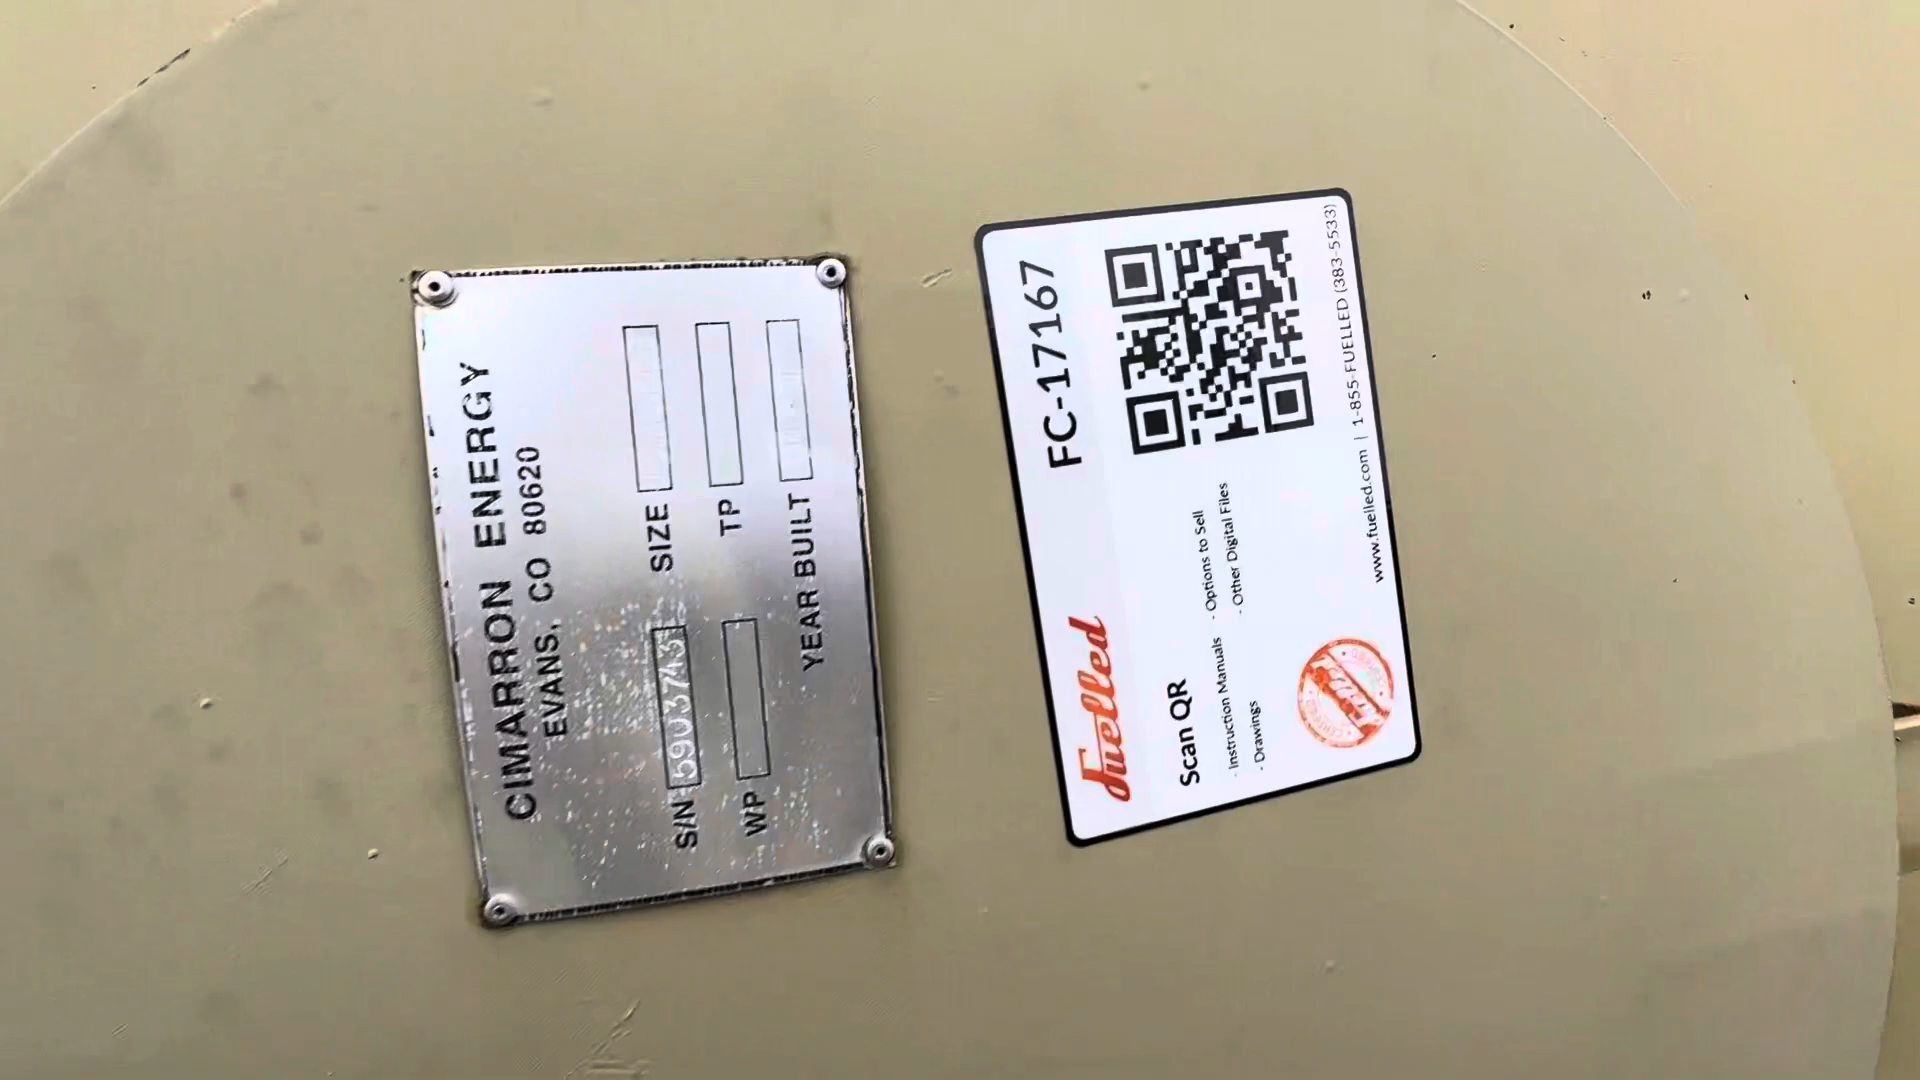 CIMARRON ENERGY
EVANS, CO 80620
S/N 5903743 SIZE
WP TP
YEAR BUILT
Fuelled FC-17167
Scan QR
- Instruction Manuals - Options to Sell
- Drawings - Other Digital Files
www.fuelled.com | 1-855-FUELLED (383-5533)